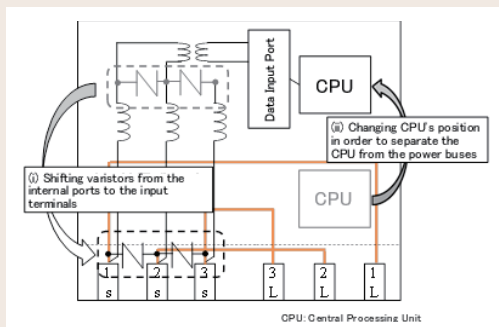 Data Input Port
CPU
(ⅱ) Changing CPU's position
in order to separate the
CPU from the power buses
(ⅰ) Shifting varistors from the
internal ports to the input
terminals
CPU
1 2 3 3 2 1
s s s L L L
CPU: Central Processing Unit